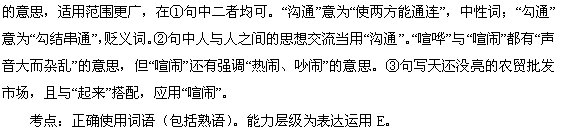 的意思，适用范围更广，在①句中二者均可。“沟通”意为“使两方能通连”，中性词；“勾通”
意为“勾结串通”，贬义词。②句中人与人之间的思想交流当用“沟通”。“喧哗”与“喧闹”都有“声
音大而杂乱”的意思，但“喧闹”还有强调“热闹、吵闹”的意思。③句写天还没亮的农贸批发
市场，且与“起来”搭配，应用“喧闹”。
考点：正确使用词语（包括熟语）。能力层级为表达运用 E。